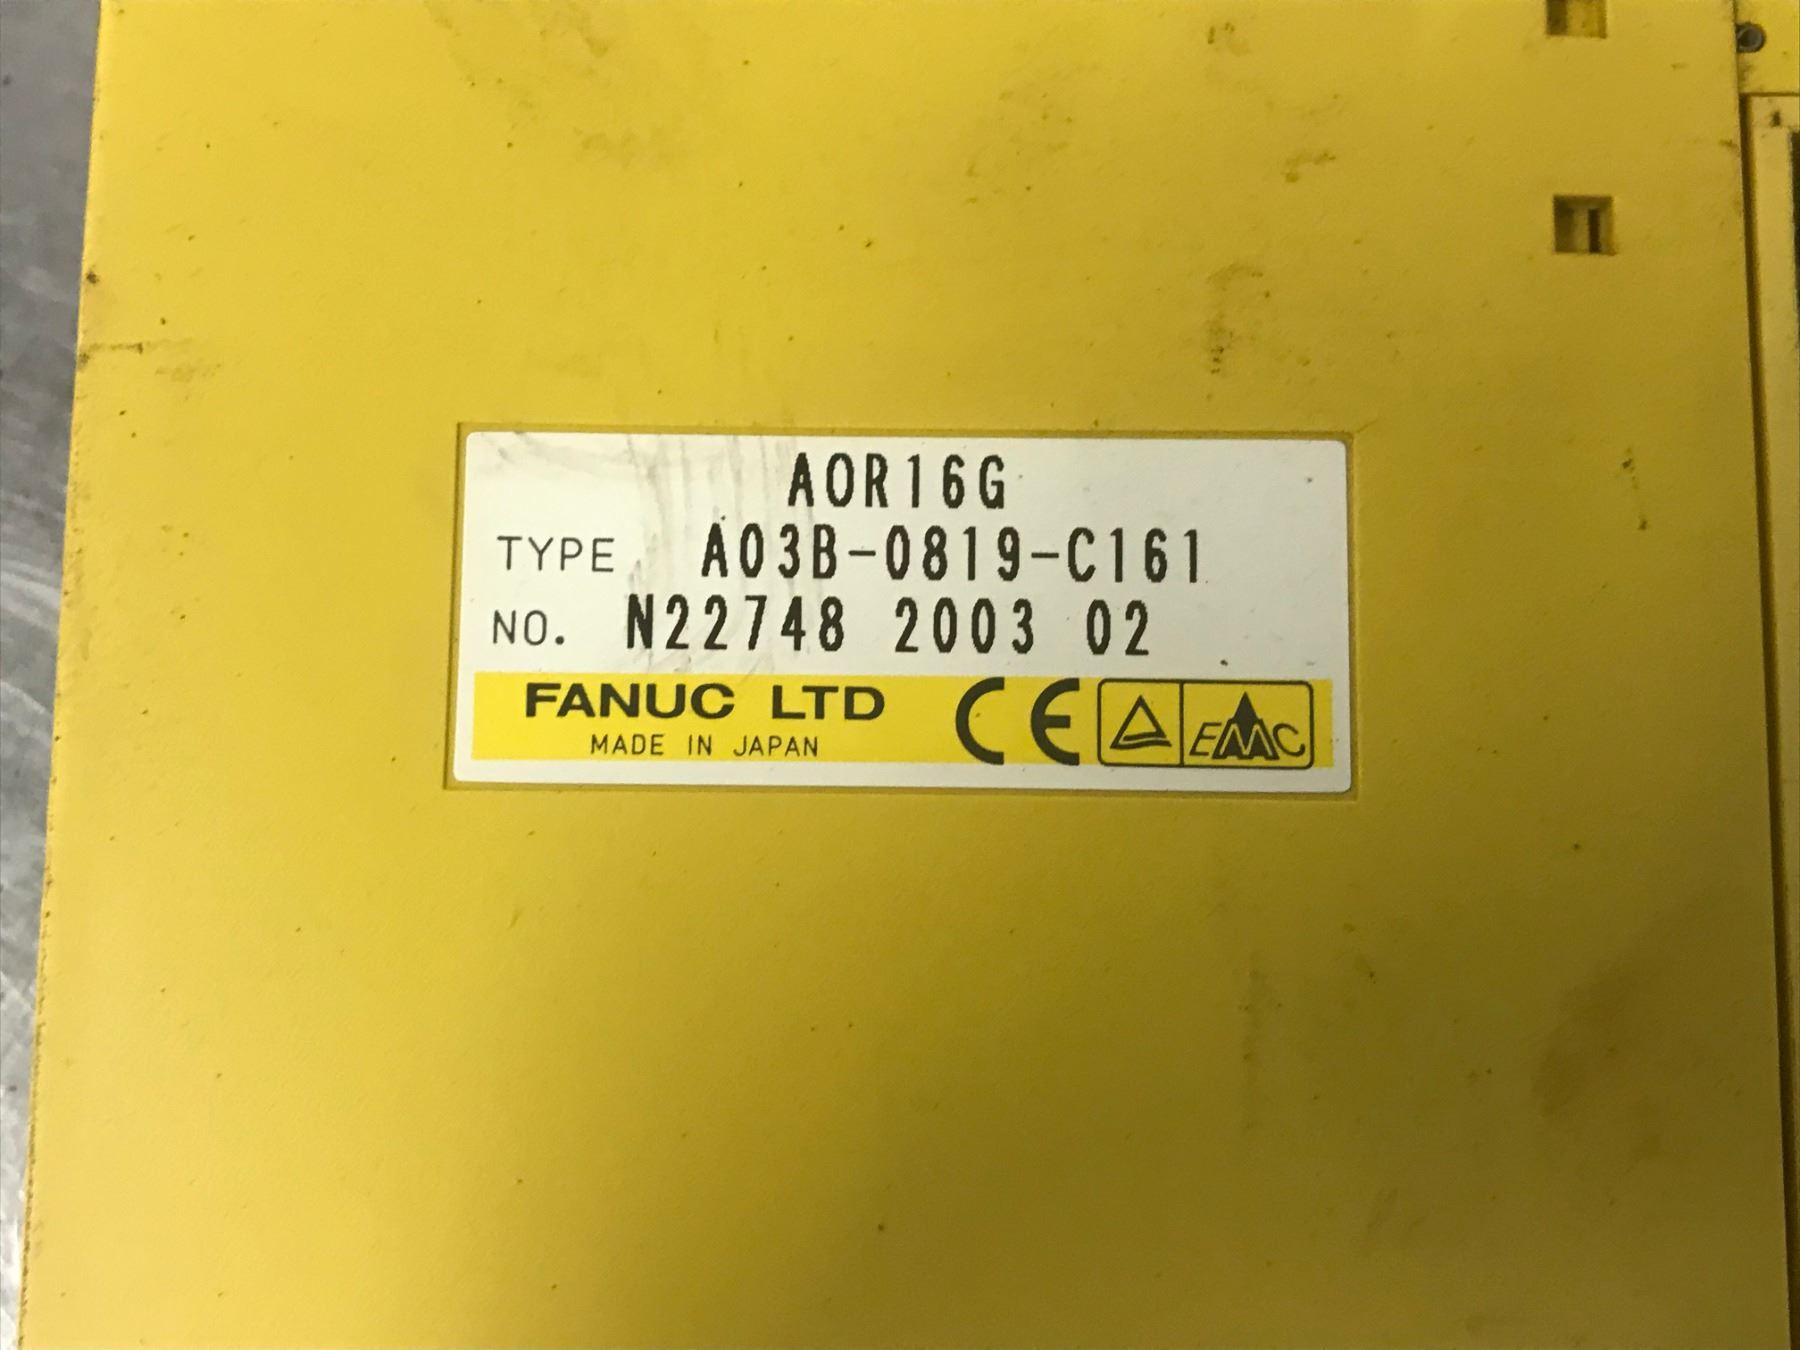 AOR16G
TYPE A03B-0819-C161
NO. N22748 2003 02
FANUC LTD CE EMC
MADE IN JAPAN